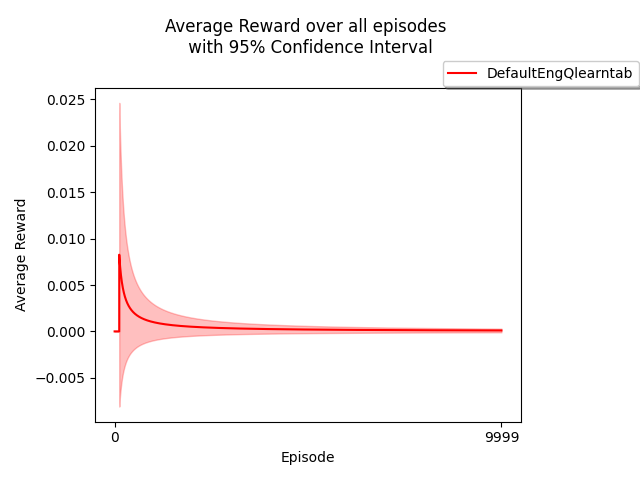 Average Reward over all episodes
with 95% Confidence Interval
DefaultEngQlearntab
0.025
0.020
0.015
0.010
0.005
0.000
−0.005
Average Reward
0 9999
Episode